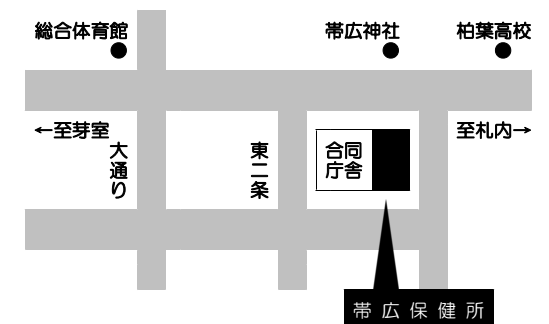 総合体育館
帯広神社
柏葉高校
←至芽室
至札内→
大通り
東二条
合同
庁舎
帯広保健所